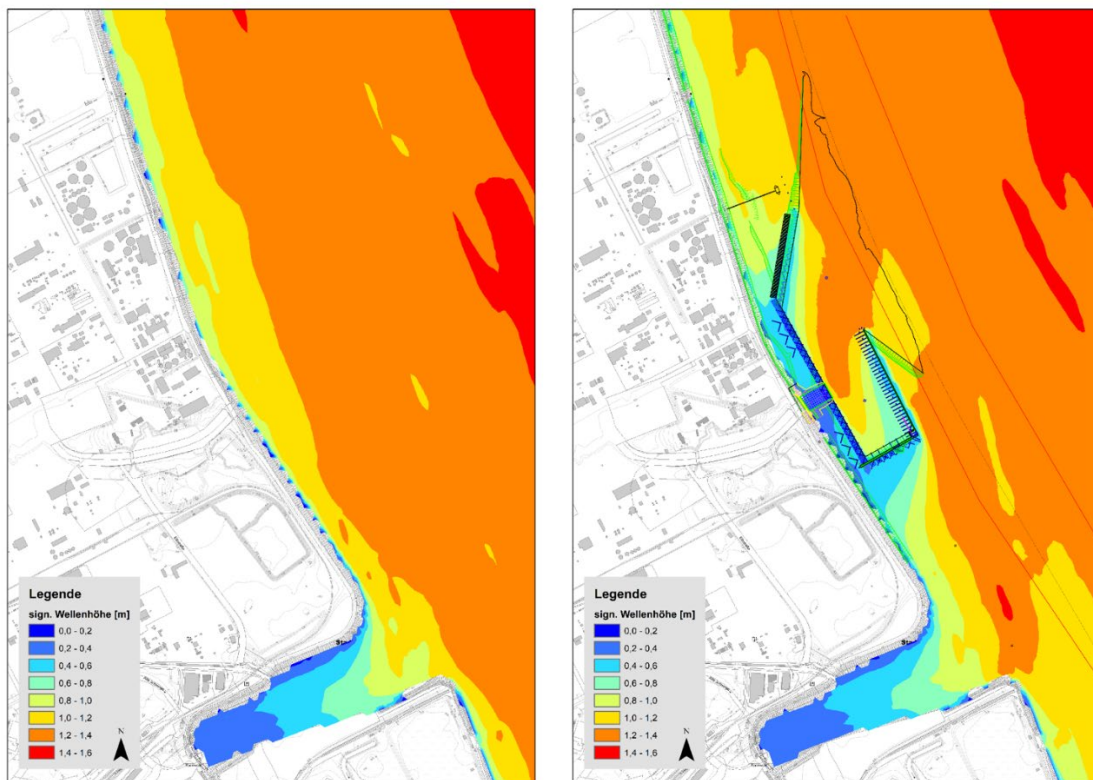 Legende
sign. Wellenhöhe [m]
0,0 - 0,2
0,2 - 0,4
0,4 - 0,6
0,6 - 0,8
0,8 - 1,0
1,0 - 1,2
1,2 - 1,4
1,4 - 1,6
N
Legende
sign. Wellenhöhe [m]
0,0 - 0,2
0,2 - 0,4
0,4 - 0,6
0,6 - 0,8
0,8 - 1,0
1,0 - 1,2
1,2 - 1,4
1,4 - 1,6
N